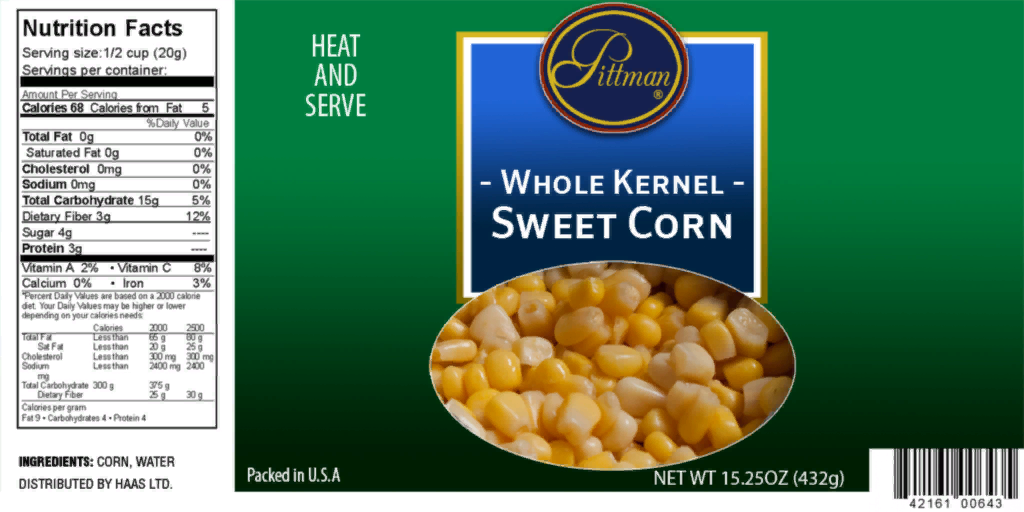 Nutrition Facts
Serving size:1/2 cup (20g)
Servings per container:
Amount Per Serving
Calories 68 Calories from Fat 5
%Daily Value
Total Fat 0g 0%
Saturated Fat 0g 0%
Cholesterol 0mg 0%
Sodium 0mg 0%
Total Carbohydrate 15g 5%
Dietary Fiber 3g 12%
Sugar 4g ----
Protein 3g ----
Vitamin A 2% • Vitamin C 8%
Calcium 0% • Iron 3%
*Percent Daily Values are based on a 2000 calorie
diet. Your Daily Values may be higher or lower
depending on your calories needs:
Calories 2000 2500
Total Fat Less than 65 g 80 g
Sat Fat Less than 20 g 25 g
Cholesterol Less than 300 mg 300 mg
Sodium Less than 2400 mg 2400
mg
Total Carbohydrate 300 g 375 g
Dietary Fiber 25 g 30 g
Calories per gram
Fat 9 • Carbohydrates 4 • Protein 4
INGREDIENTS: CORN, WATER
DISTRIBUTED BY HAAS LTD.
HEAT
AND
SERVE
Packed in U.S.A
Pittman
®
- WHOLE KERNEL -
SWEET CORN
NET WT 15.25OZ (432g)
42161 00643